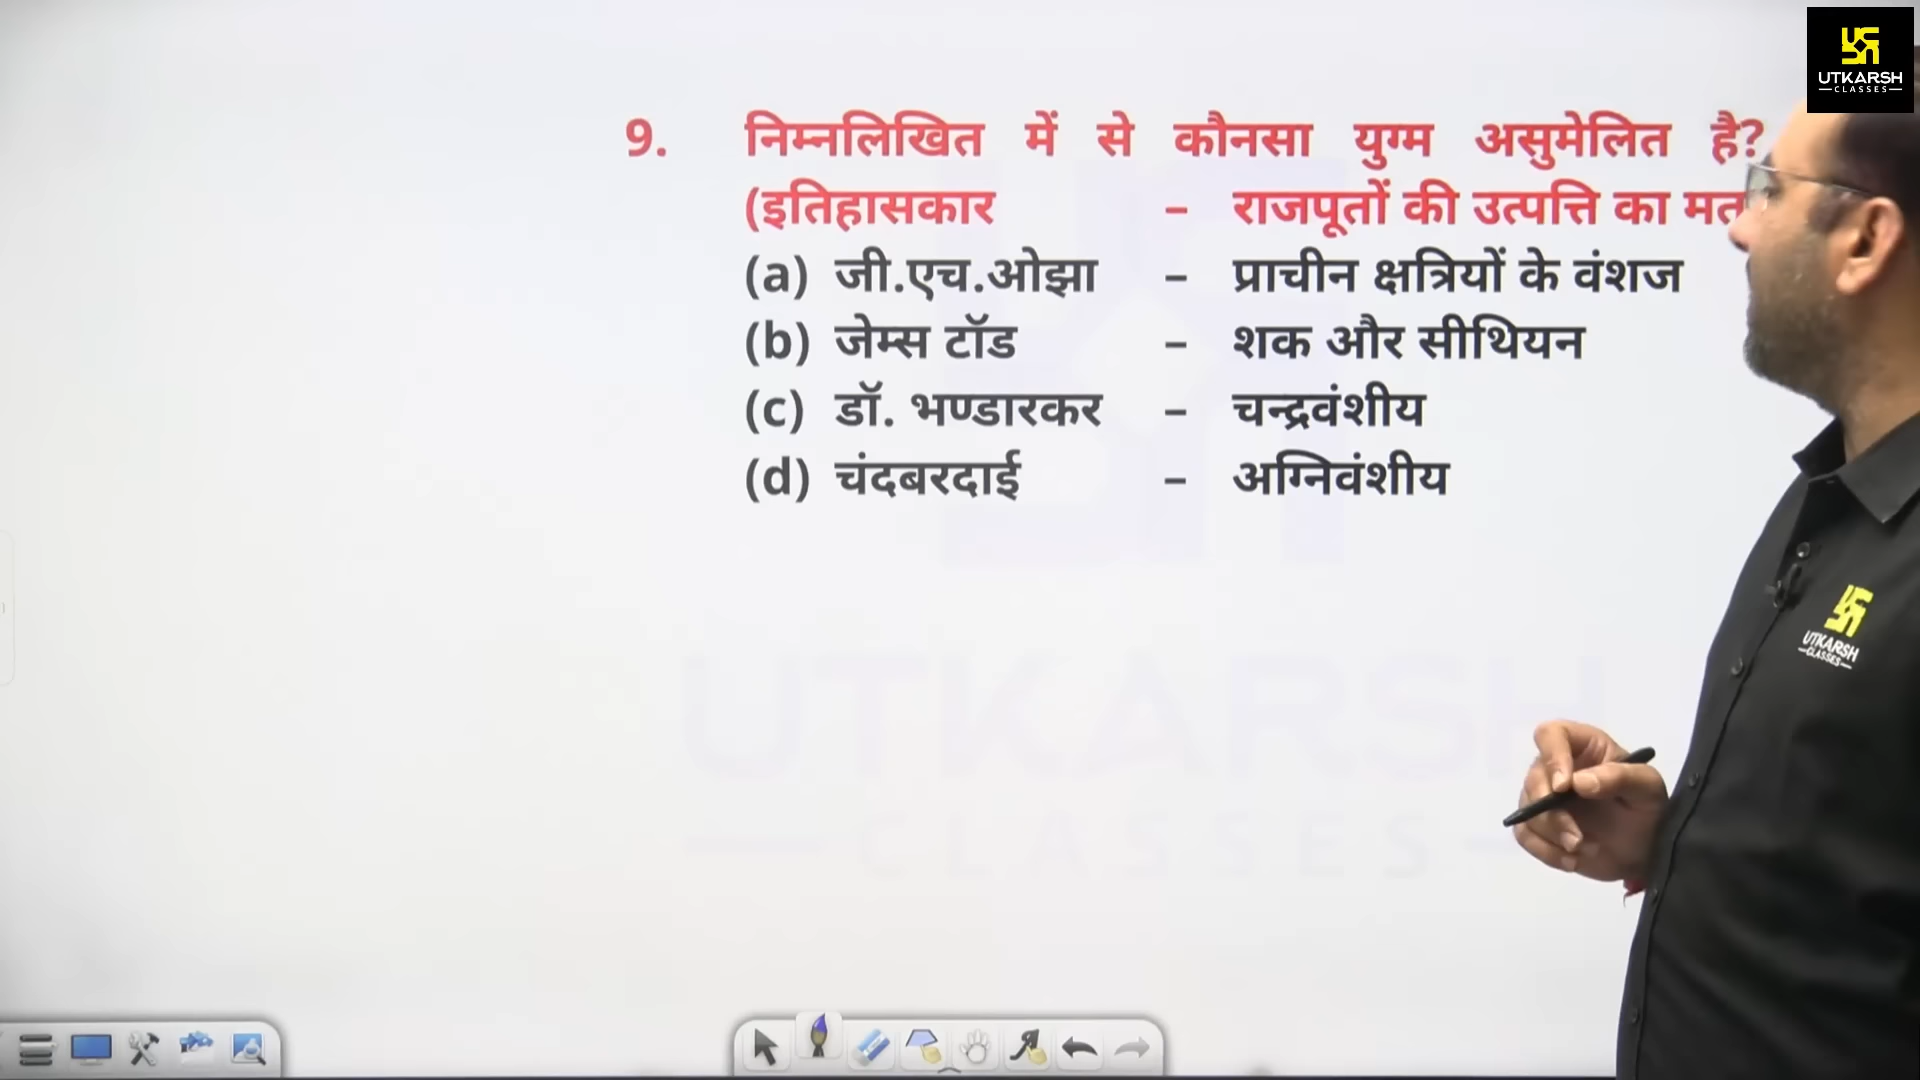 UTKARSH
CLASSES
9. निम्नलिखित में से कौनसा युग्म असुमेलित है?
(इतिहासकार – राजपूतों की उत्पत्ति का मत
(a) जी.एच.ओझा – प्राचीन क्षत्रियों के वंशज
(b) जेम्स टॉड – शक और सीथियन
(c) डॉ. भण्डारकर – चन्द्रवंशीय
(d) चंदबरदाई – अग्निवंशीय
UTKARSH
CLASSES
UTKARSH
CLASSES